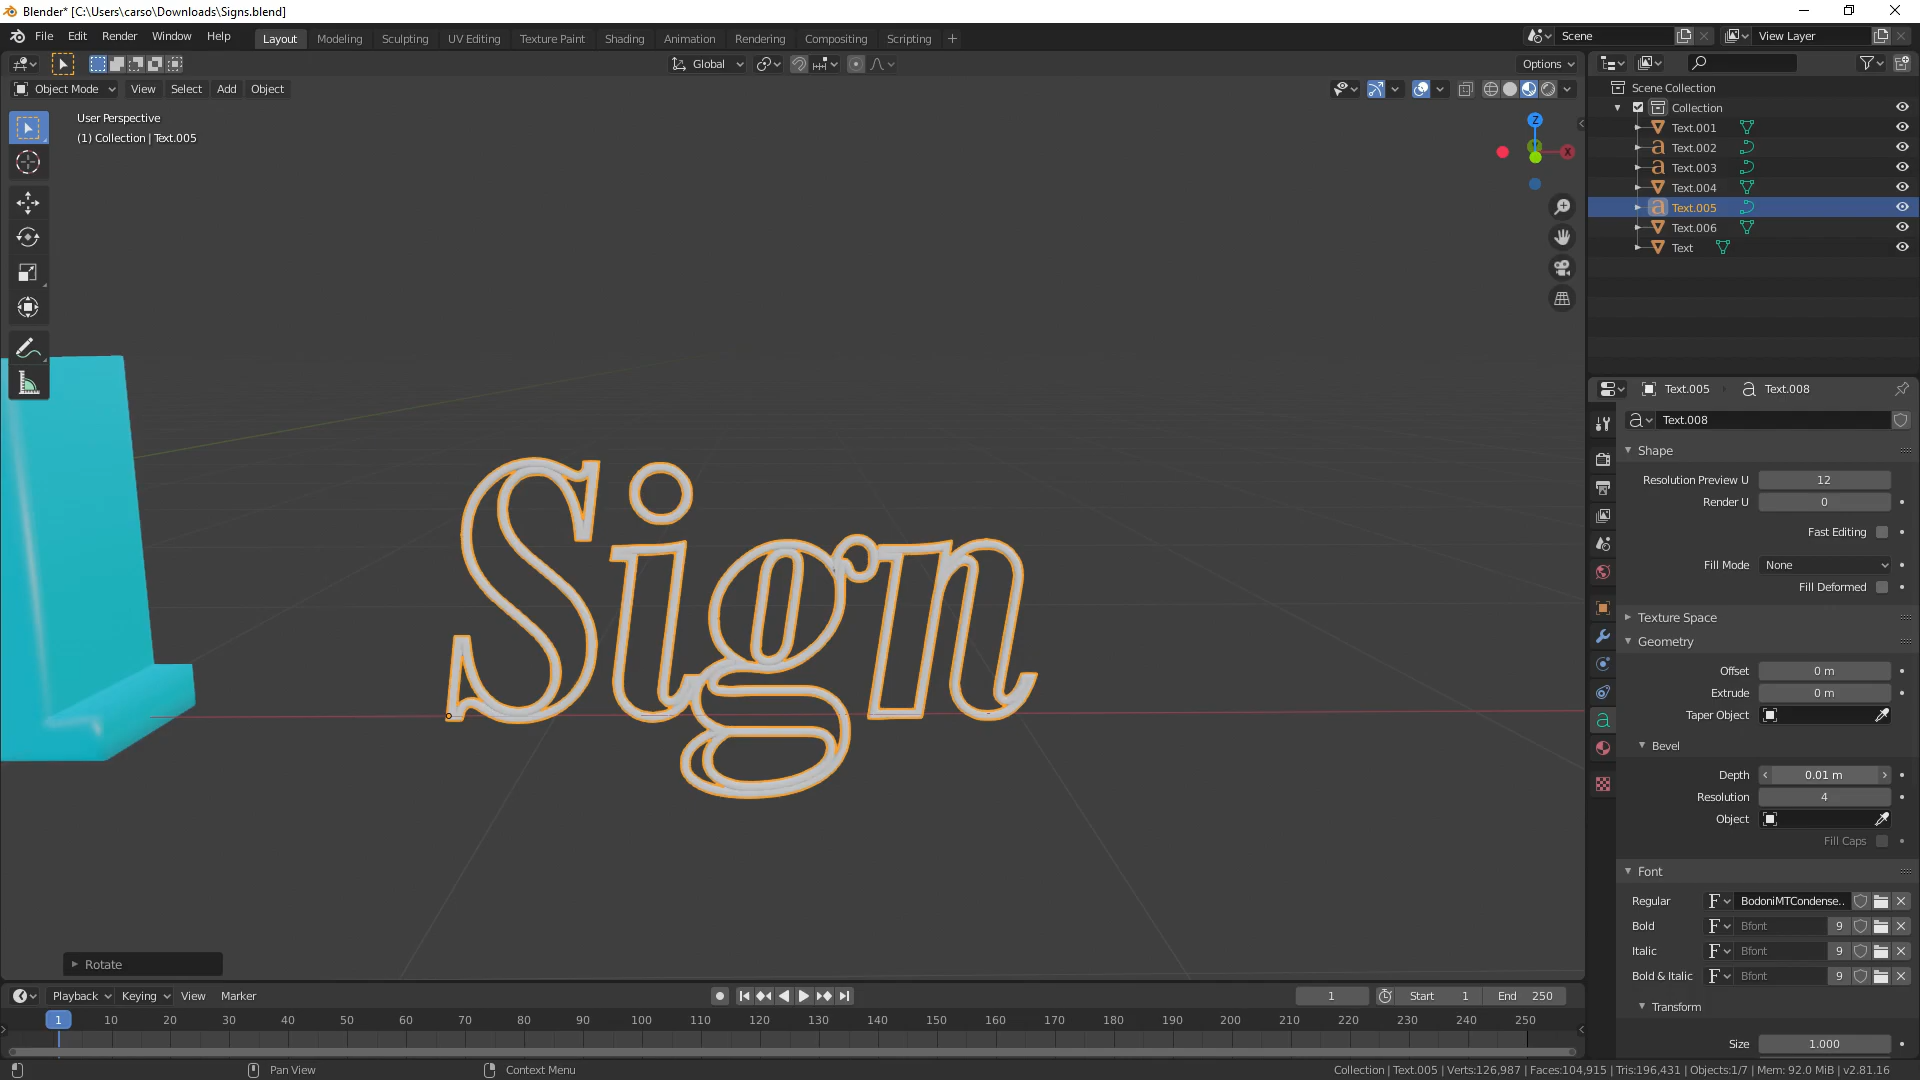 Blender* [C:\Users\carso\Downloads\Signs.blend]
File Edit Render Window Help
Layout Modeling Sculpting UV Editing Texture Paint Shading Animation Rendering Compositing Scripting
Scene
View Layer
Global
Options
Object Mode View Select Add Object
User Perspective
(1) Collection | Text.005
Z
X
Scene Collection
Collection
Text.001
Text.002
Text.003
Text.004
Text.005
Text.006
Text
Sign
Text.005 Text.008
Text.008
Shape
Resolution Preview U 12
Render U 0
Fast Editing
Fill Mode None
Fill Deformed
Texture Space
Geometry
Offset 0 m
Extrude 0 m
Taper Object
Bevel
Depth 0.01 m
Resolution 4
Object
Fill Caps
Font
Regular F BodoniMTCondense..
Bold F Bfont 9
Italic F Bfont 9
Bold & Italic F Bfont 9
Transform
Size 1.000
Rotate
Playback Keying View Marker
1 Start 1 End 250
1 10 20 30 40 50 60 70 80 90 100 110 120 130 140 150 160 170 180 190 200 210 220 230 240 250
Pan View Context Menu
Collection | Text.005 | Verts:126,987 | Faces:104,915 | Tris:196,431 | Objects:1/7 | Mem: 92.0 MiB | v2.81.16